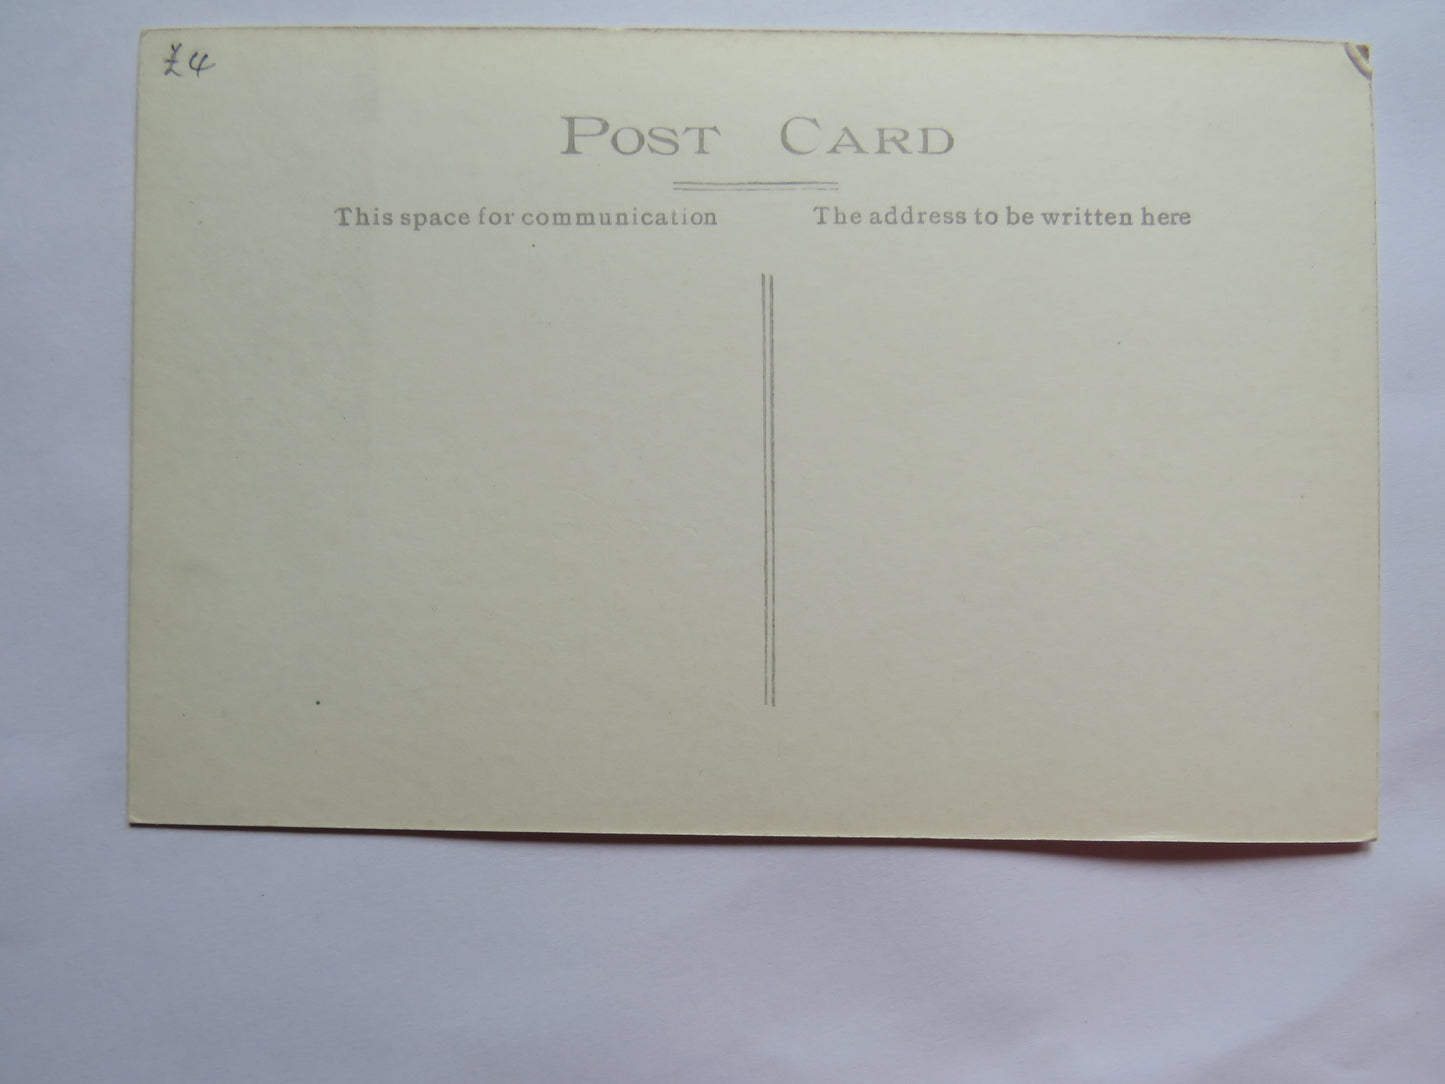 £4
POST CARD
This space for communication
The address to be written here